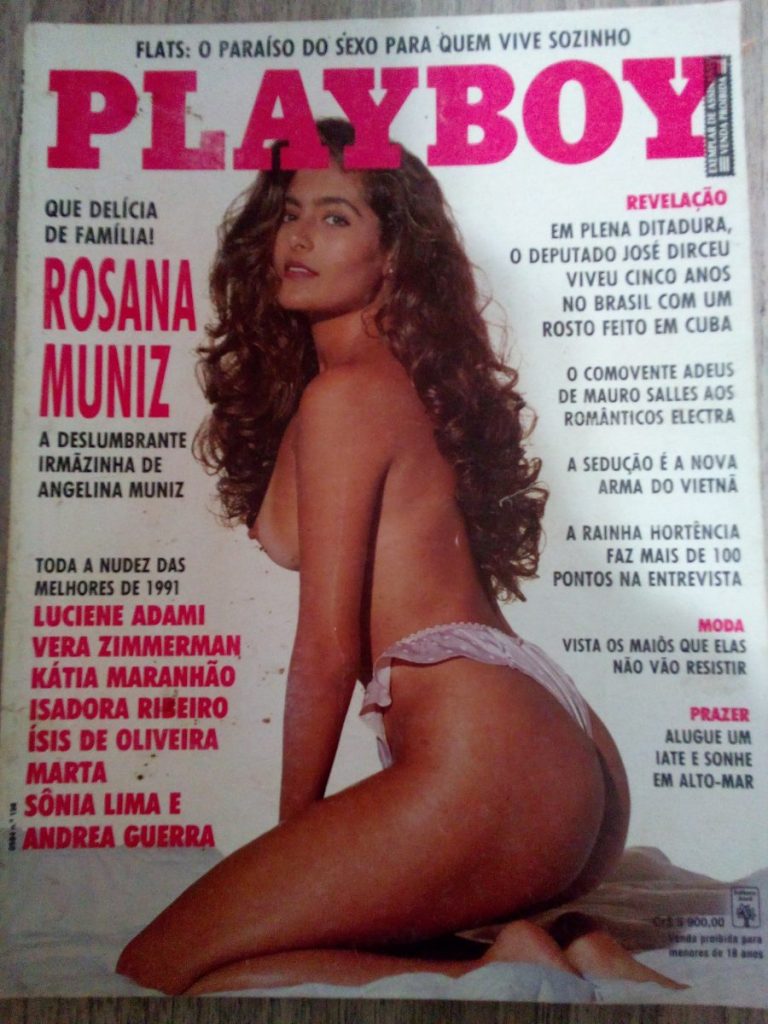 FLATS: O PARAÍSO DO SEXO PARA QUEM VIVE SOZINHO
PLAYBOY
EXEMPLAR DE ASSIN
VENDA PROIBIDA
QUE DELÍCIA
DE FAMÍLIA!
ROSANA
MUNIZ
A DESLUMBRANTE
IRMÃZINHA DE
ANGELINA MUNIZ
TODA A NUDEZ DAS
MELHORES DE 1991
LUCIENE ADAMI
VERA ZIMMERMAN
KÁTIA MARANHÃO
ISADORA RIBEIRO
ÍSIS DE OLIVEIRA
MARTA
SÔNIA LIMA E
ANDREA GUERRA
REVELAÇÃO
EM PLENA DITADURA,
O DEPUTADO JOSÉ DIRCEU
VIVEU CINCO ANOS
NO BRASIL COM UM
ROSTO FEITO EM CUBA
O COMOVENTE ADEUS
DE MAURO SALLES AOS
ROMÂNTICOS ELECTRA
A SEDUÇÃO É A NOVA
ARMA DO VIETNÃ
A RAINHA HORTÊNCIA
FAZ MAIS DE 100
PONTOS NA ENTREVISTA
MODA
VISTA OS MAIÔS QUE ELAS
NÃO VÃO RESISTIR
PRAZER
ALUGUE UM
IATE E SONHE
EM ALTO-MAR
Cr$ 5 900,00
Venda proibida para
menores de 18 anos